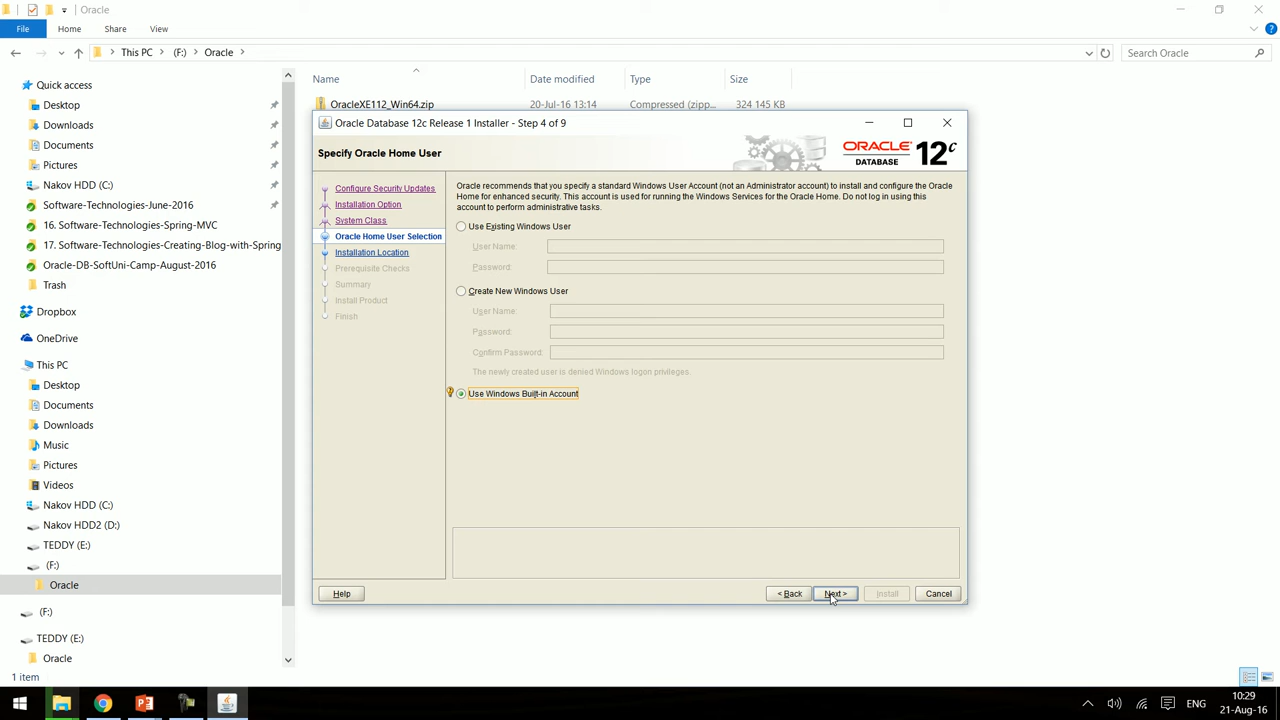 Oracle
File
Home
Share
View
This PC
(F:)
Oracle
Search Oracle
Quick access
Desktop
Downloads
Documents
Pictures
Nakov HDD (C:)
Software-Technologies-June-2016
16. Software-Technologies-Spring-MVC
17. Software-Technologies-Creating-Blog-with-Spring
Oracle-DB-SoftUni-Camp-August-2016
Trash
Dropbox
OneDrive
This PC
Desktop
Documents
Downloads
Music
Pictures
Videos
Nakov HDD (C:)
Nakov HDD2 (D:)
TEDDY (E:)
(F:)
Oracle
(F:)
TEDDY (E:)
Oracle
1 item
Name
Date modified
Type
Size
OracleXE112_Win64.zip
20-Jul-16 13:14
Compressed (zipp...
324 145 KB
Oracle Database 12c Release 1 Installer - Step 4 of 9
Specify Oracle Home User
ORACLE
DATABASE
12c
Configure Security Updates
Installation Option
System Class
Oracle Home User Selection
Installation Location
Prerequisite Checks
Summary
Install Product
Finish
Oracle recommends that you specify a standard Windows User Account (not an Administrator account) to install and configure the Oracle
Home for enhanced security. This account is used for running the Windows Services for the Oracle Home. Do not log in using this
account to perform administrative tasks.
Use Existing Windows User
User Name:
Password:
Create New Windows User
User Name:
Password:
Confirm Password:
The newly created user is denied Windows logon privileges.
Use Windows Built-in Account
Help
< Back
Next >
Install
Cancel
ENG
10:29
21-Aug-16